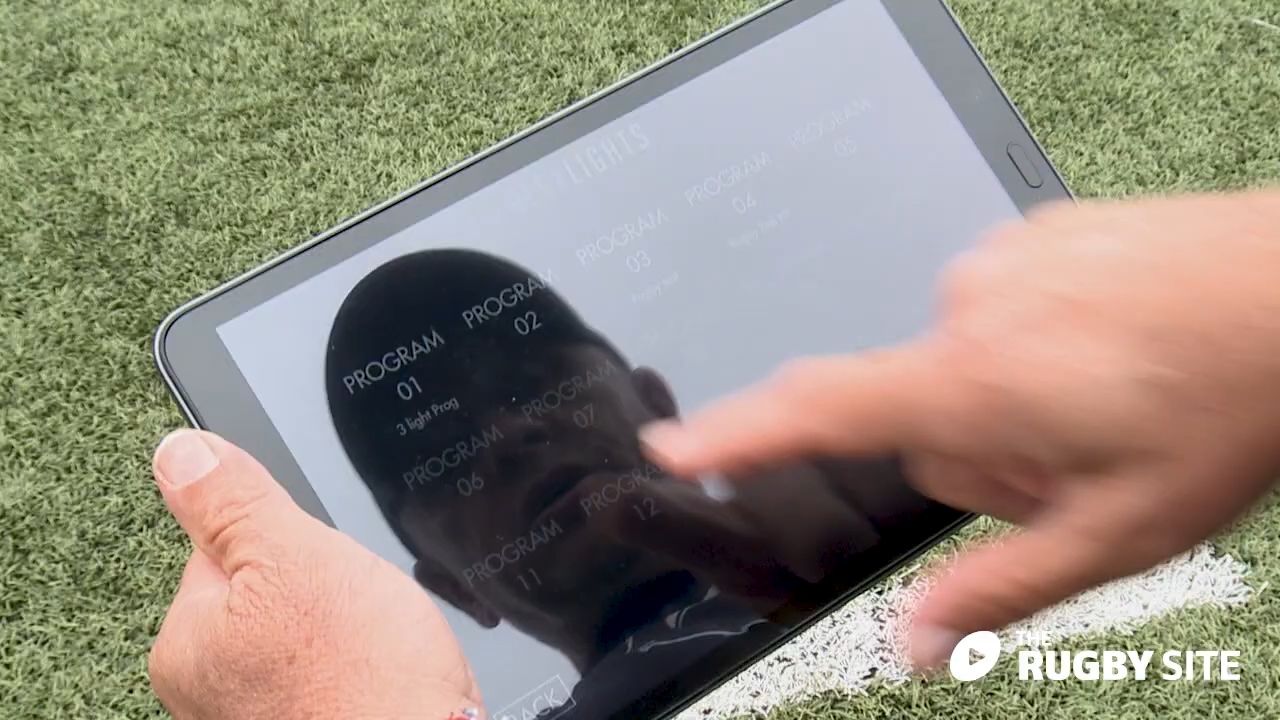 LIGHTS
PROGRAM
01
3 light Prog
PROGRAM
02
PROGRAM
03
PROGRAM
04
PROGRAM
05
PROGRAM
06
PROGRAM
07
PROGRAM
11
PROGRAM
12
BACK
THE
RUGBY SITE